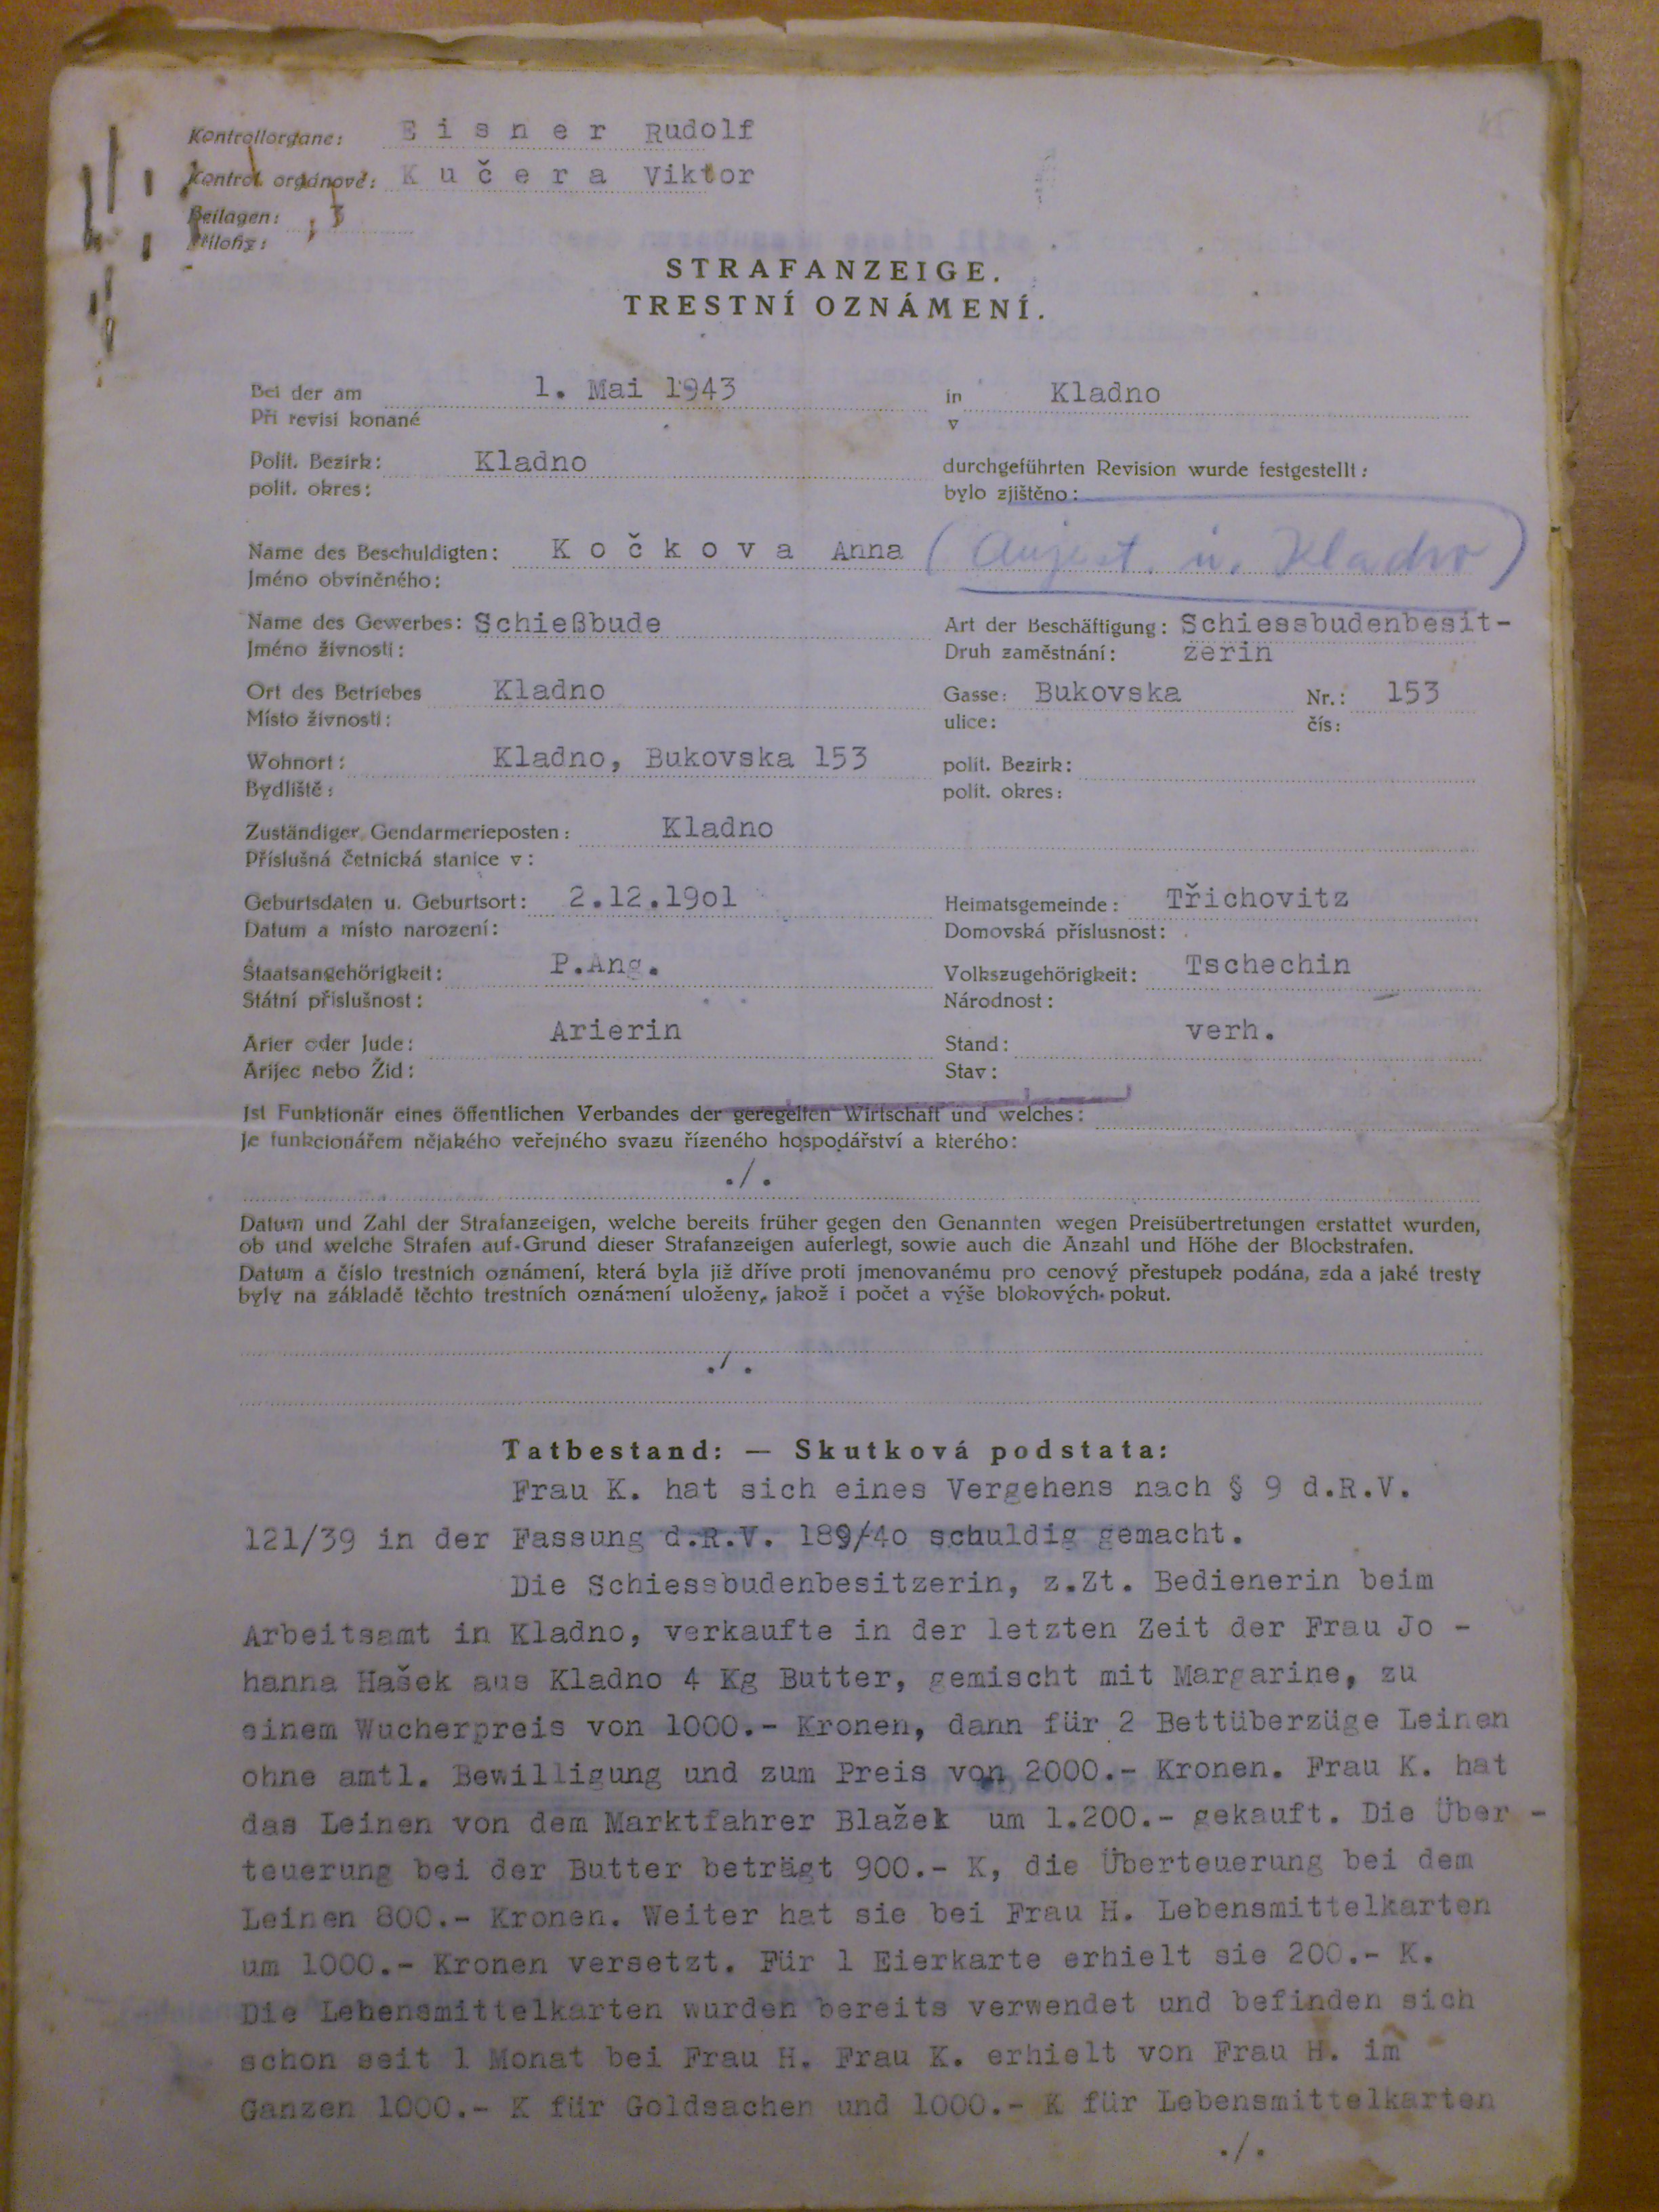 Kontrollorgane: Eisner Rudolf
Kontrol. orgánové: Kučera Viktor
Beilagen: 3
Přílohy:
STRAFANZEIGE.
TRESTNÍ OZNÁMENÍ.
Bei der am 1. Mai 1943 in Kladno
Při revisi konané v
Polit. Bezirk: Kladno durchgeführten Revision wurde festgestellt:
polit. okres: bylo zjištěno:
Name des Beschuldigten: Kočkova Anna ( Aujest. Kladno )
Jméno obviněného:
Name des Gewerbes: Schießbude Art der Beschäftigung: Schiessbudenbesit-
Jméno živnosti: Druh zaměstnání: zerin
Ort des Betriebes Kladno Gasse: Bukovska Nr.: 153
Místo živnosti: ulice: čís:
Wohnort: Kladno, Bukovska 153 polit. Bezirk:
Bydliště: polit. okres:
Zuständiger Gendarmerieposten: Kladno
Příslušná četnická stanice v:
Geburtsdaten u. Geburtsort: 2.12.19o1 Heimatsgemeinde: Třichovitz
Datum a místo narození: Domovská příslusnost:
Staatsangehörigkeit: P.Ang. Volkszugehörigkeit: Tschechin
Státní příslušnost: Národnost:
Arier oder Jude: Arierin Stand: verh.
Arijec nebo Žid: Stav:
Ist Funktionär eines öffentlichen Verbandes der geregelten Wirtschaft und welches:
Je funkcionářem nějakého veřejného svazu řízeného hospodářství a kterého:
./.
Datum und Zahl der Strafanzeigen, welche bereits früher gegen den Genannten wegen Preisübertretungen erstattet wurden,
ob und welche Strafen auf Grund dieser Strafanzeigen auferlegt, sowie auch die Anzahl und Höhe der Blockstrafen.
Datum a číslo trestních oznámení, která byla již dříve proti jmenovanému pro cenový přestupek podána, zda a jaké tresty
byly na základě těchto trestních oznámení uloženy, jakož i počet a výše blokových pokut.
./.
Tatbestand: — Skutková podstata:
Frau K. hat sich eines Vergehens nach § 9 d.R.V.
121/39 in der Fassung d.R.V. 189/4o schuldig gemacht.
Die Schiessbudenbesitzerin, z.Zt. Bedienerin beim
Arbeitsamt in Kladno, verkaufte in der letzten Zeit der Frau Jo -
hanna Hašek aus Kladno 4 Kg Butter, gemischt mit Margarine, zu
einem Wucherpreis von 1000.- Kronen, dann für 2 Bettüberzüge Leinen
ohne amtl. Bewilligung und zum Preis von 2000.- Kronen. Frau K. hat
das Leinen von dem Marktfahrer Blažek um 1.200.- gekauft. Die Über -
teuerung bei der Butter beträgt 900.- K, die Überteuerung bei dem
Leinen 800.- Kronen. Weiter hat sie bei Frau H. Lebensmittelkarten
um 1000.- Kronen versetzt. Für 1 Eierkarte erhielt sie 200.- K.
Die Lebensmittelkarten wurden bereits verwendet und befinden sich
schon seit 1 Monat bei Frau H. Frau K. erhielt von Frau H. im
Ganzen 1000.- K für Goldsachen und 1000.- K für Lebensmittelkarten
./.